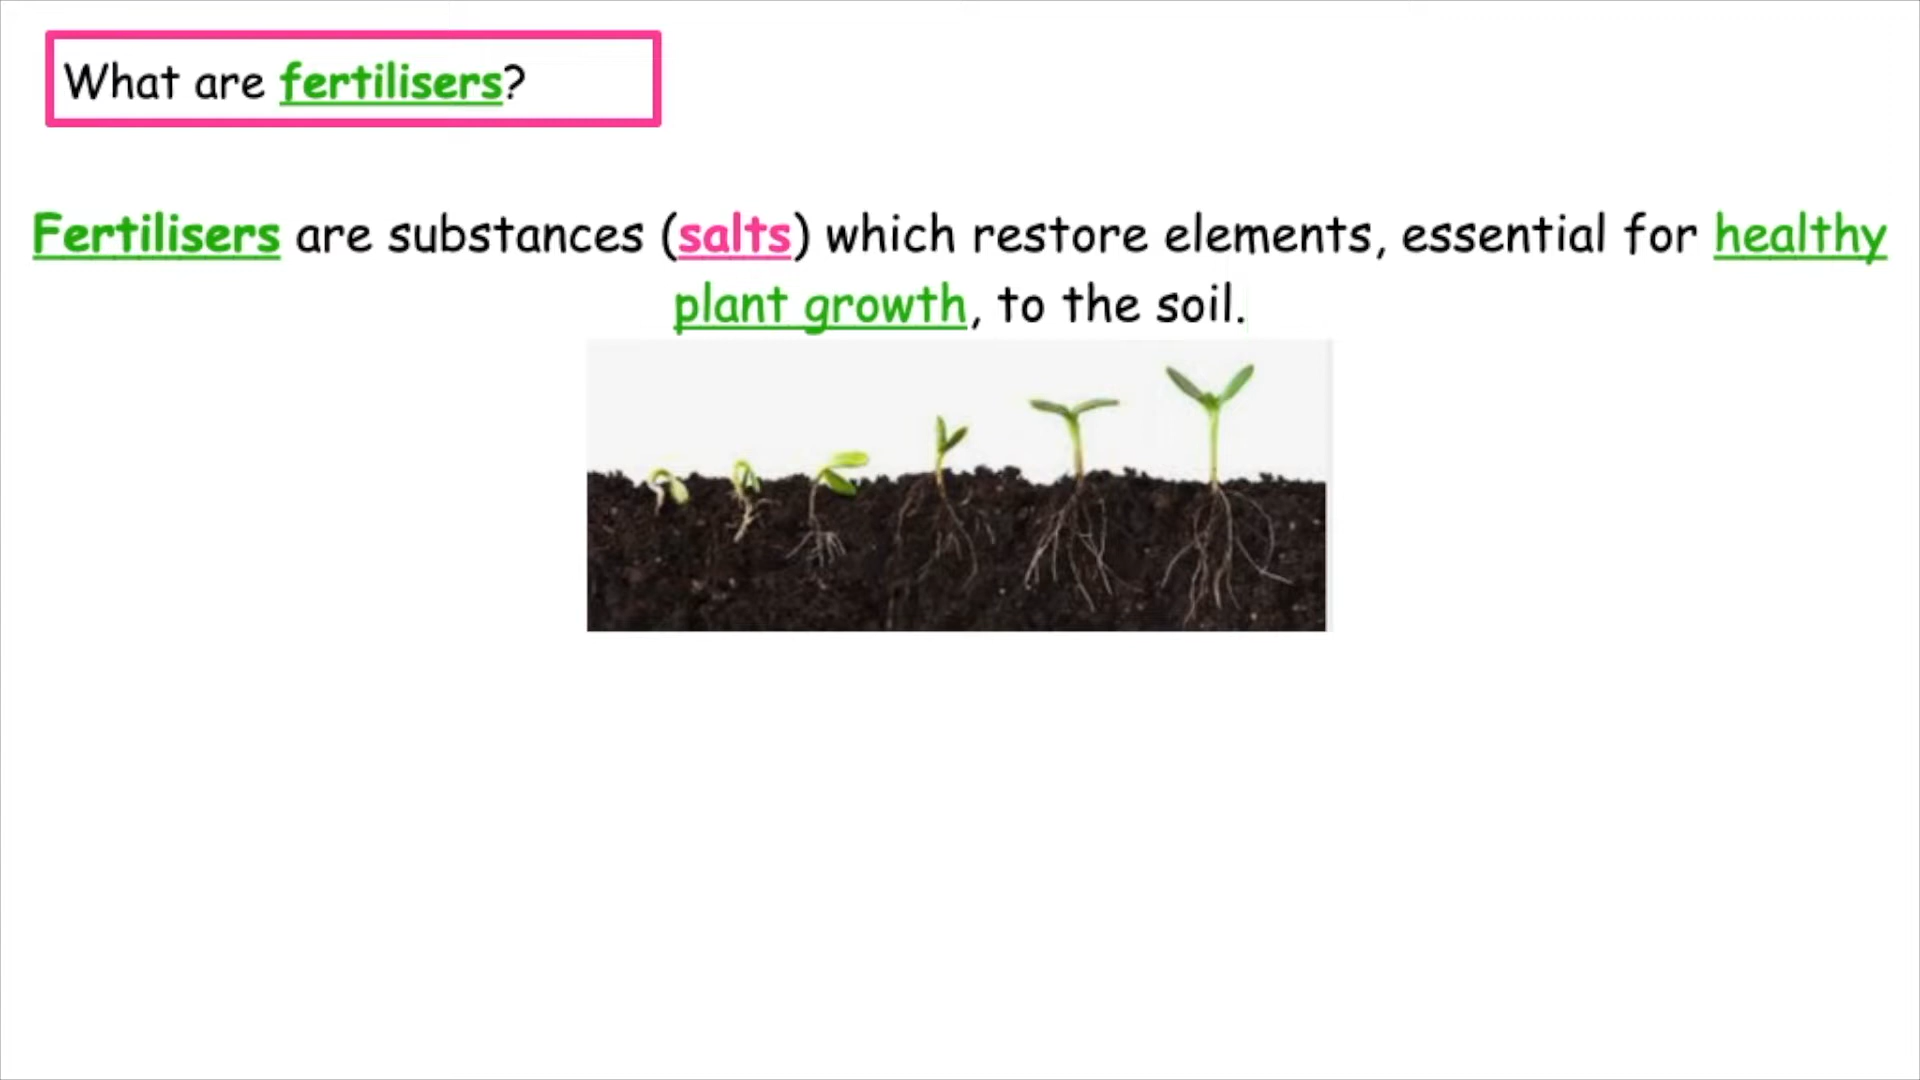 What are fertilisers?
Fertilisers are substances (salts) which restore elements, essential for healthy
plant growth, to the soil.